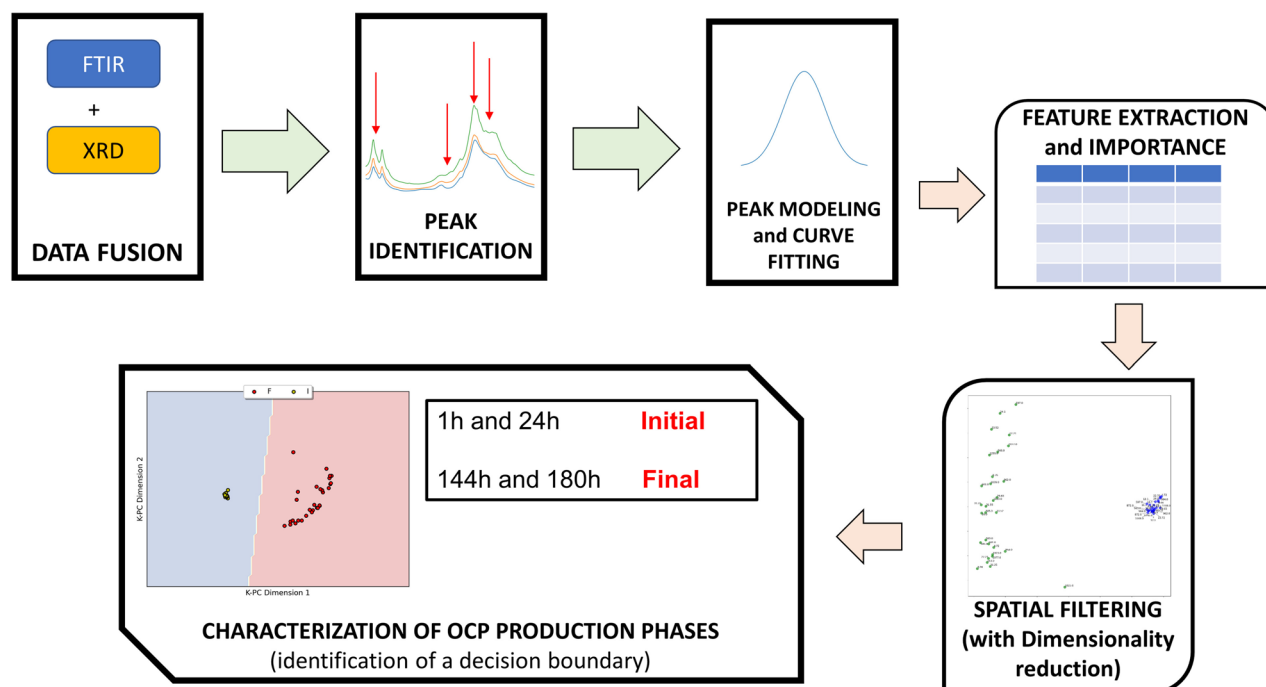 FTIR
+
XRD
DATA FUSION
PEAK
IDENTIFICATION
PEAK MODELING
and CURVE
FITTING
FEATURE EXTRACTION
and IMPORTANCE
SPATIAL FILTERING
(with Dimensionality
reduction)
F I
K-PC Dimension 2
K-PC Dimension 1
1h and 24h Initial
144h and 180h Final
CHARACTERIZATION OF OCP PRODUCTION PHASES
(identification of a decision boundary)